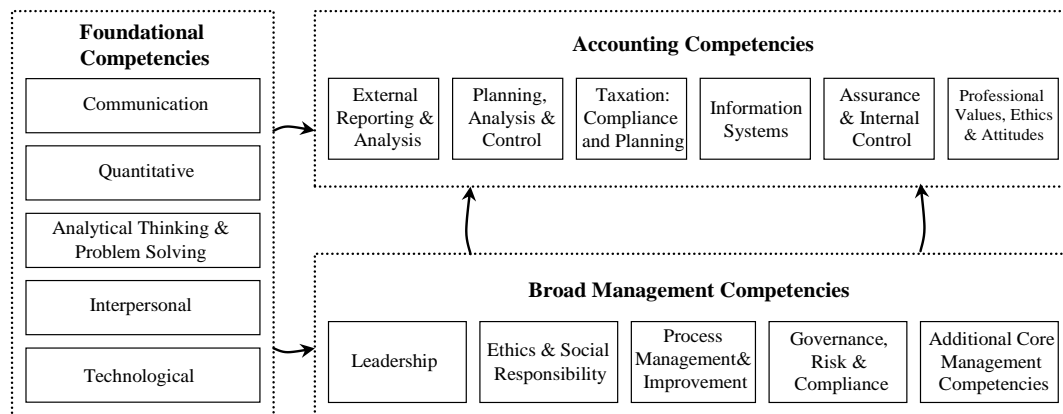 Foundational
Competencies
Communication
Quantitative
Analytical Thinking &
Problem Solving
Interpersonal
Technological
Accounting Competencies
External
Reporting &
Analysis
Planning,
Analysis &
Control
Taxation:
Compliance
and Planning
Information
Systems
Assurance
& Internal
Control
Professional
Values, Ethics
& Attitudes
Broad Management Competencies
Leadership
Ethics & Social
Responsibility
Process
Management&
Improvement
Governance,
Risk &
Compliance
Additional Core
Management
Competencies